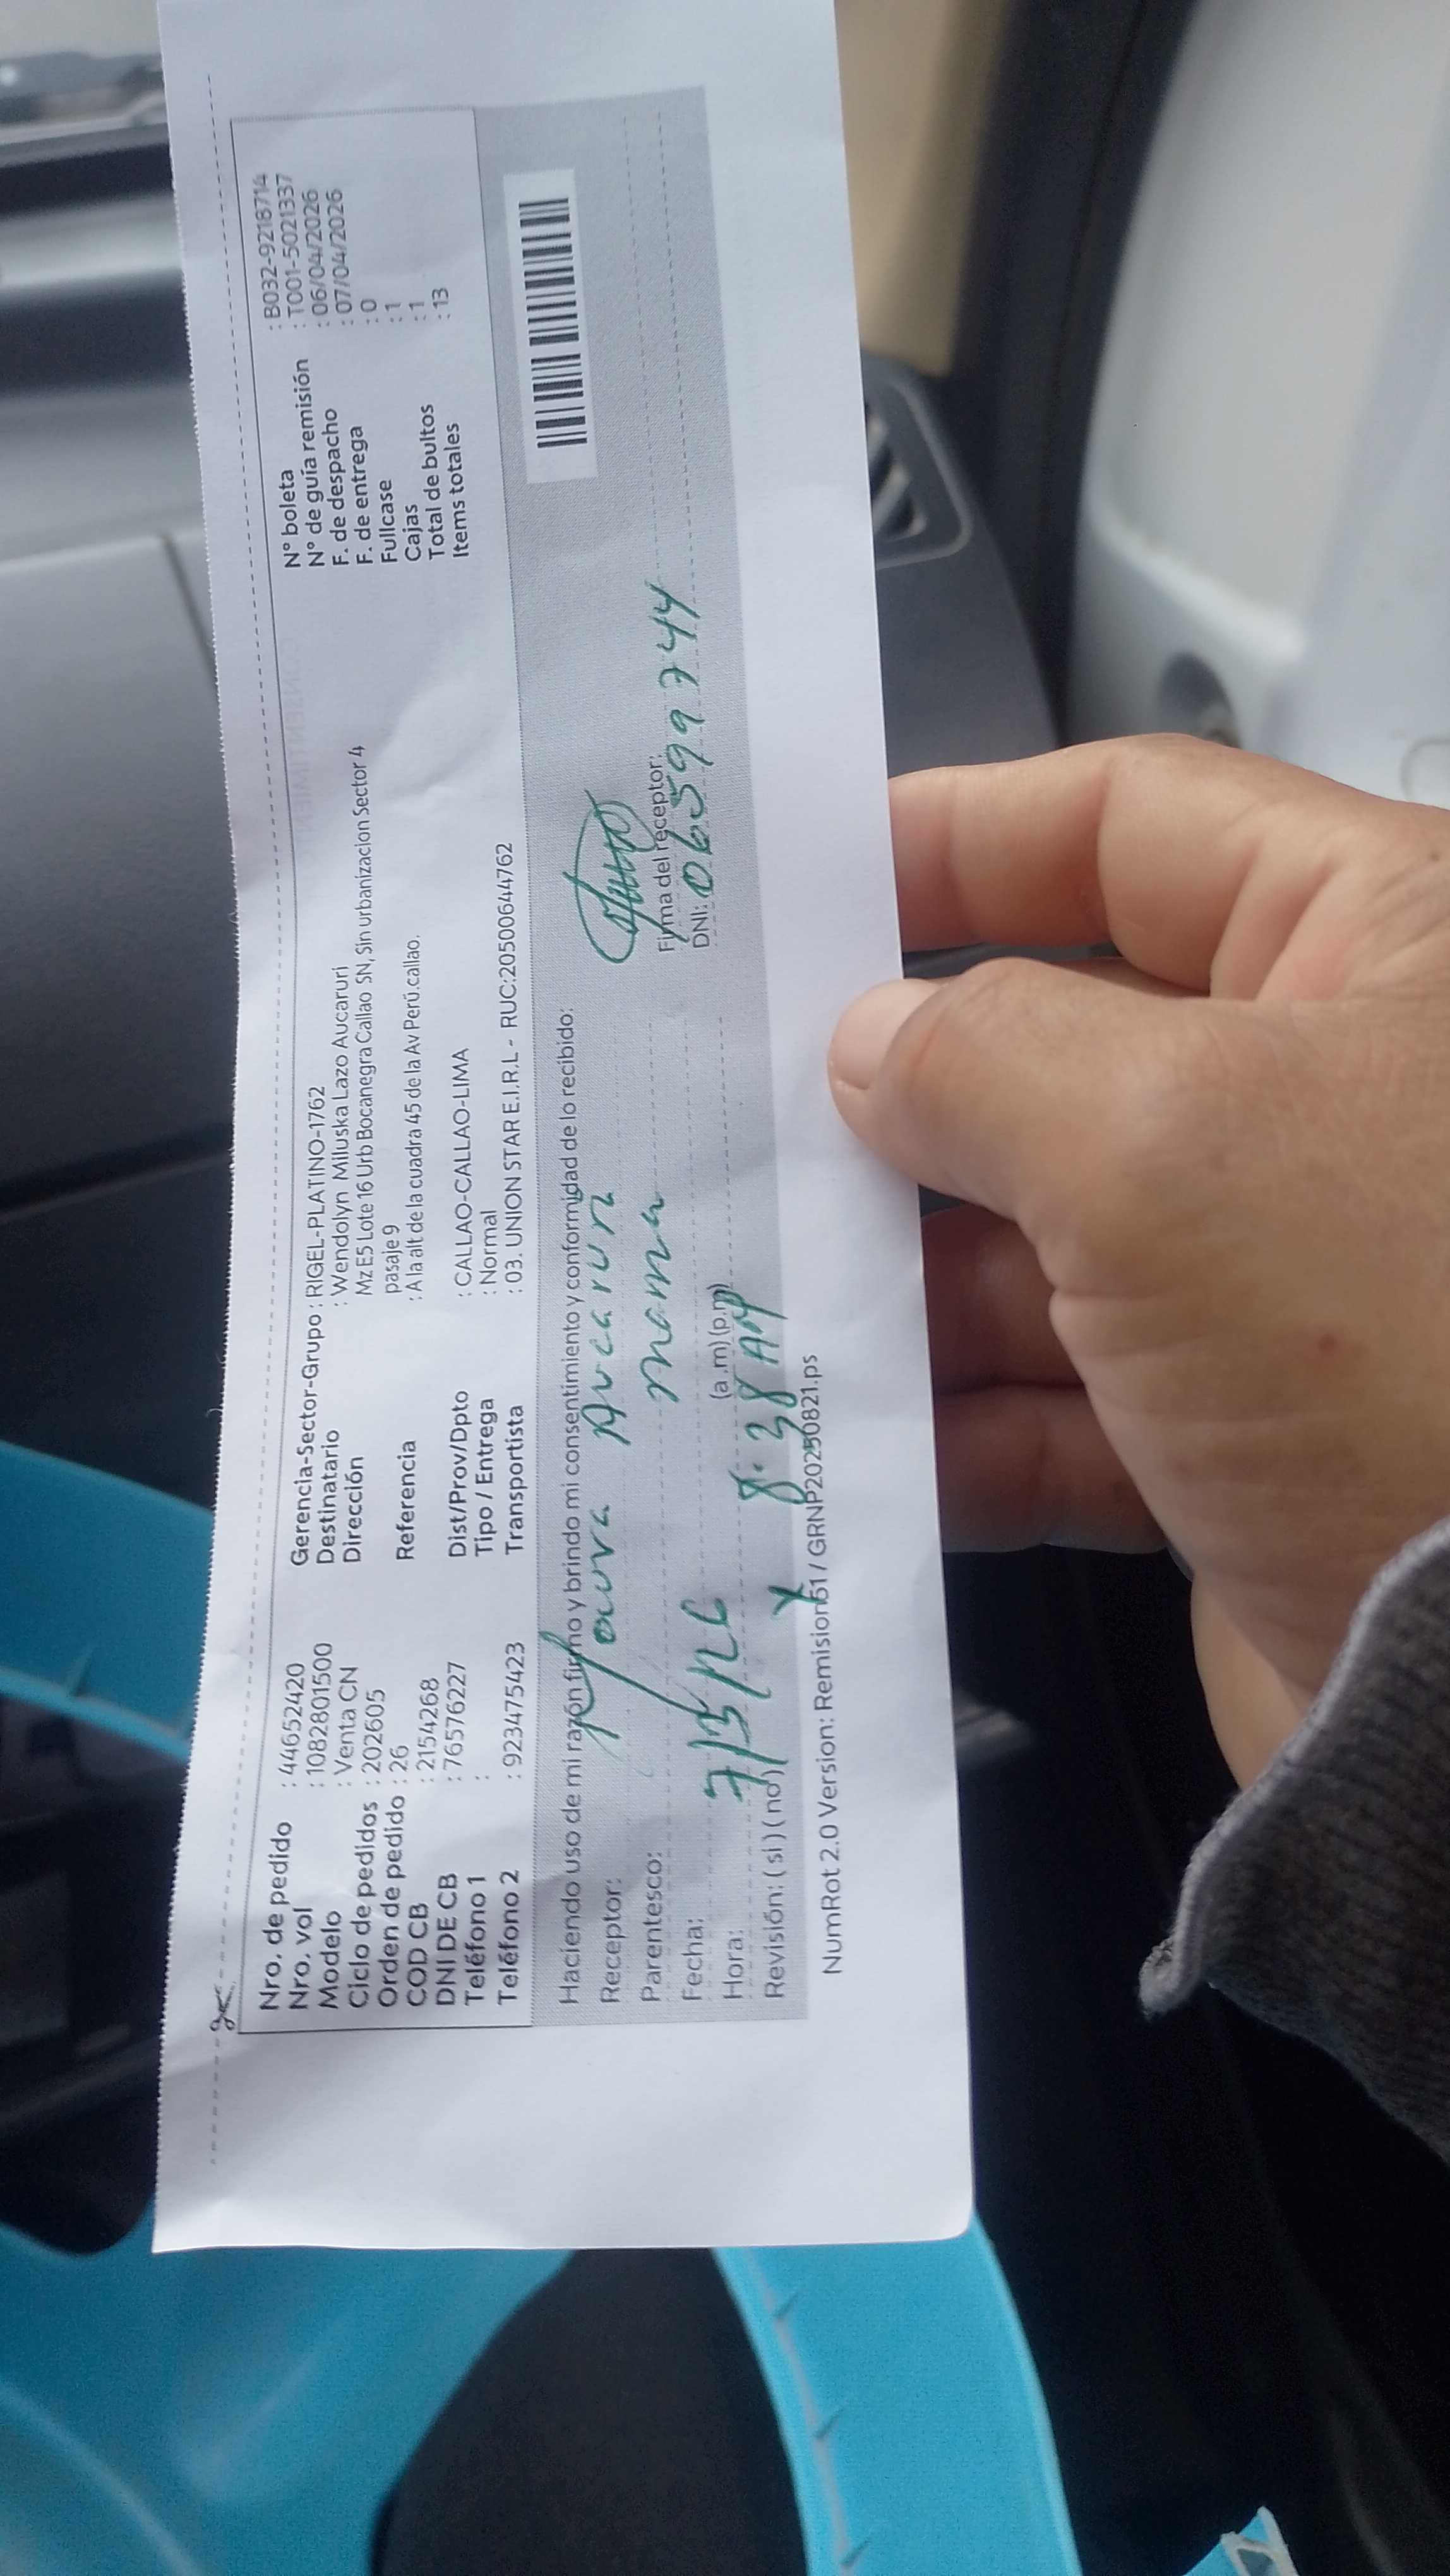 Nro. de pedido : 44652420
Nro. vol : 1082801500
Modelo : Venta CN
Ciclo de pedidos : 202605
Orden de pedido : 26
COD CB : 2154268
DNI DE CB : 76576227
Teléfono 1 :
Teléfono 2 : 923475423
Gerencia-Sector-Grupo : RIGEL-PLATINO-1762
Destinatario : Wendolyn Miluska Lazo Aucaruri
Dirección Mz E5 Lote 16 Urb Bocanegra Callao SN, Sin urbanizacion Sector 4
pasaje 9
Referencia : A la alt de la cuadra 45 de la Av Perú.callao.
Dist/Prov/Dpto : CALLAO-CALLAO-LIMA
Tipo / Entrega : Normal
Transportista : 03. UNION STAR E.I.R.L - RUC:20500644762
N° boleta : B032-9218714
N° de guía remisión : T001-5021337
F. de despacho : 06/04/2026
F. de entrega : 07/04/2026
Fullcase : 0
Cajas : 1
Total de bultos : 1
Items totales : 13
Haciendo uso de mi razón firmo y brindo mi consentimiento y conformidad de lo recibido:
Receptor:
Parentesco: mama
Fecha:
Hora: 8.38 AM (a .m) (p.m)
Revisión: ( si ) ( no ) X
Firma del receptor:
DNI: 06599744
NumRot 2.0 Version: Remision51 / GRNP20250821.ps